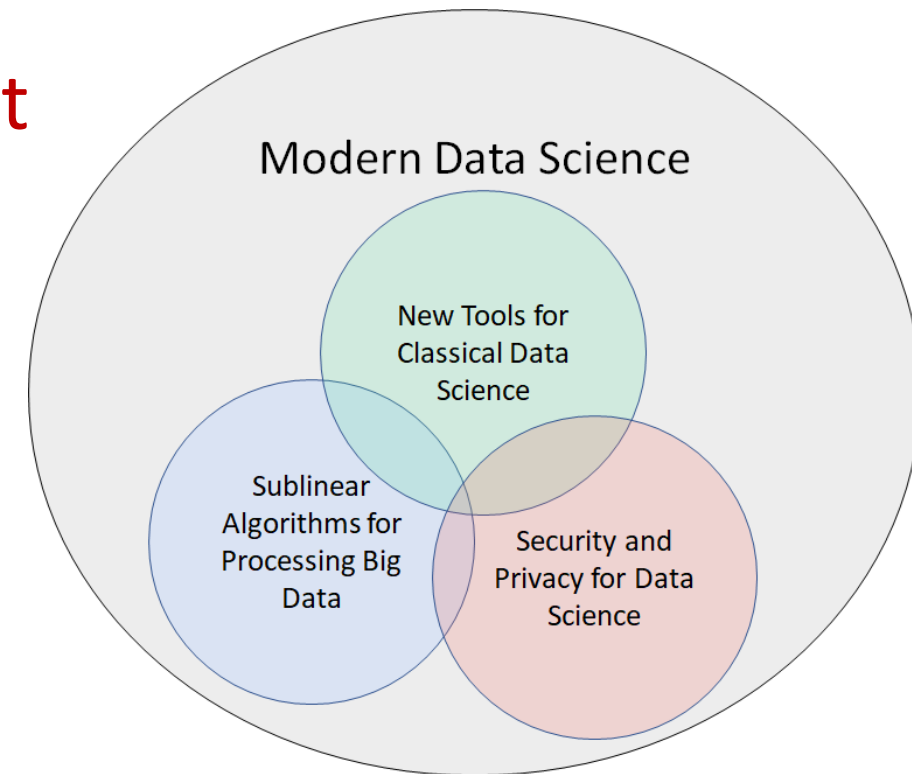 t
Modern Data Science
New Tools for
Classical Data
Science
Sublinear
Algorithms for
Processing Big
Data
Security and
Privacy for Data
Science